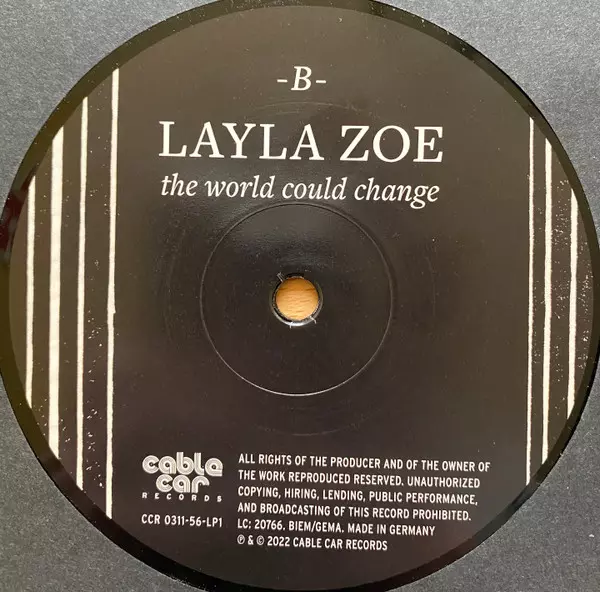 -B-
LAYLA ZOE
the world could change
cable
car
RECORDS
CCR 0311-56-LP1
ALL RIGHTS OF THE PRODUCER AND OF THE OWNER OF
THE WORK REPRODUCED RESERVED. UNAUTHORIZED
COPYING, HIRING, LENDING, PUBLIC PERFORMANCE,
AND BROADCASTING OF THIS RECORD PROHIBITED.
LC: 20766. BIEM/GEMA. MADE IN GERMANY
℗ & © 2022 CABLE CAR RECORDS